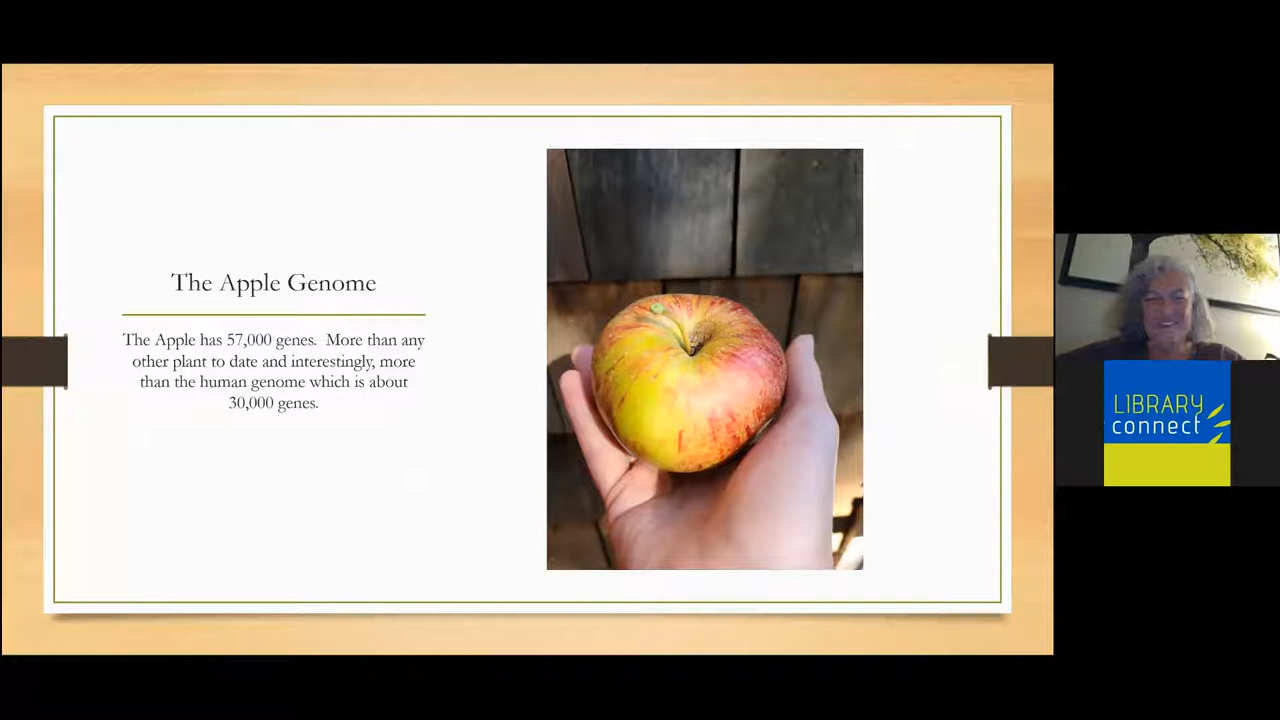 The Apple Genome
The Apple has 57,000 genes.  More than any
other plant to date and interestingly, more
than the human genome which is about
30,000 genes.
LIBRARY
connect